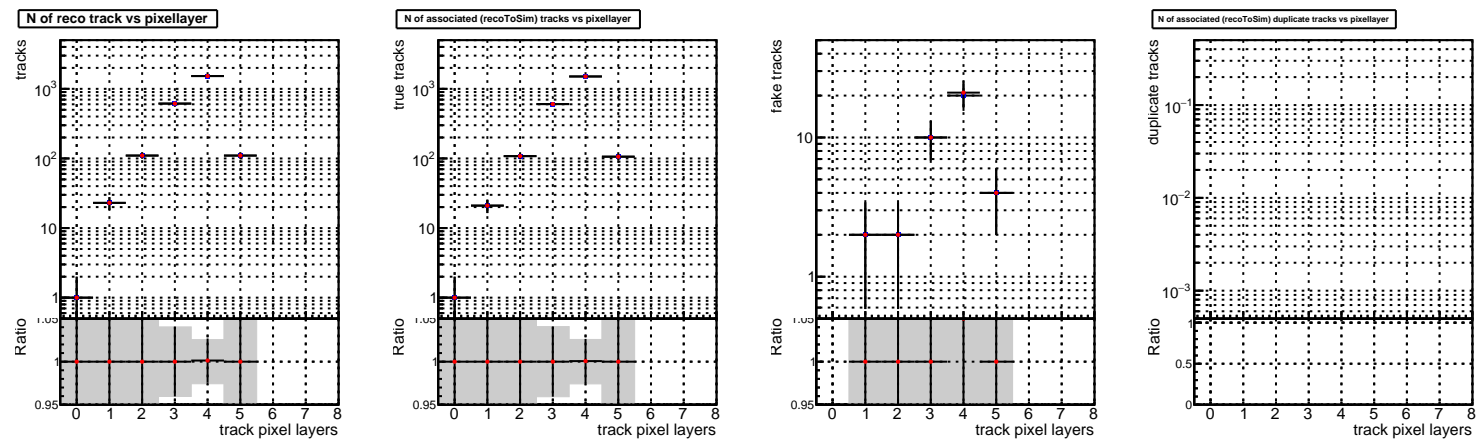 N of reco track vs pixellayer
tracks
10³
10²
10
1
Ratio
1.05
1
0.95
0 1 2 3 4 5 6 7 8
track pixel layers
N of associated (recoToSim) tracks vs pixellayer
true tracks
10³
10²
10
1
Ratio
1.05
1
0.95
0 1 2 3 4 5 6 7 8
track pixel layers
fake tracks
10
1
Ratio
1.05
1
0.95
0 1 2 3 4 5 6 7 8
track pixel layers
N of associated (recoToSim) duplicate tracks vs pixellayer
duplicate tracks
10⁻¹
10⁻²
10⁻³
Ratio
1
0.5
0
0 1 2 3 4 5 6 7 8
track pixel layers